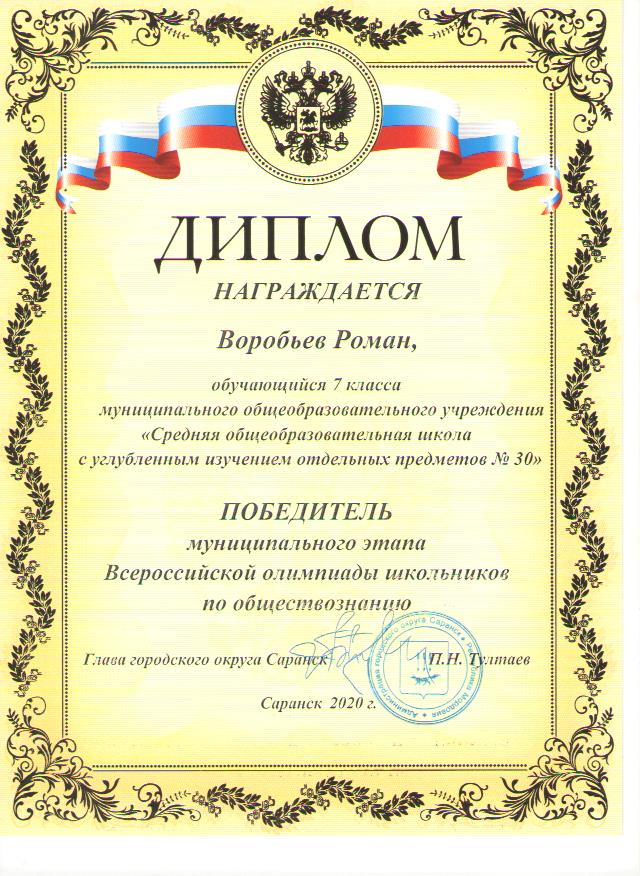 ДИПЛОМ
НАГРАЖДАЕТСЯ
Воробьев Роман,
обучающийся 7 класса
муниципального общеобразовательного учреждения
«Средняя общеобразовательная школа
с углубленным изучением отдельных предметов № 30»
ПОБЕДИТЕЛЬ
муниципального этапа
Всероссийской олимпиады школьников
по обществознанию
Глава городского округа Саранск П.Н. Тултаев
Администрация городского округа Саранск • Республика Мордовия •
Саранск 2020 г.